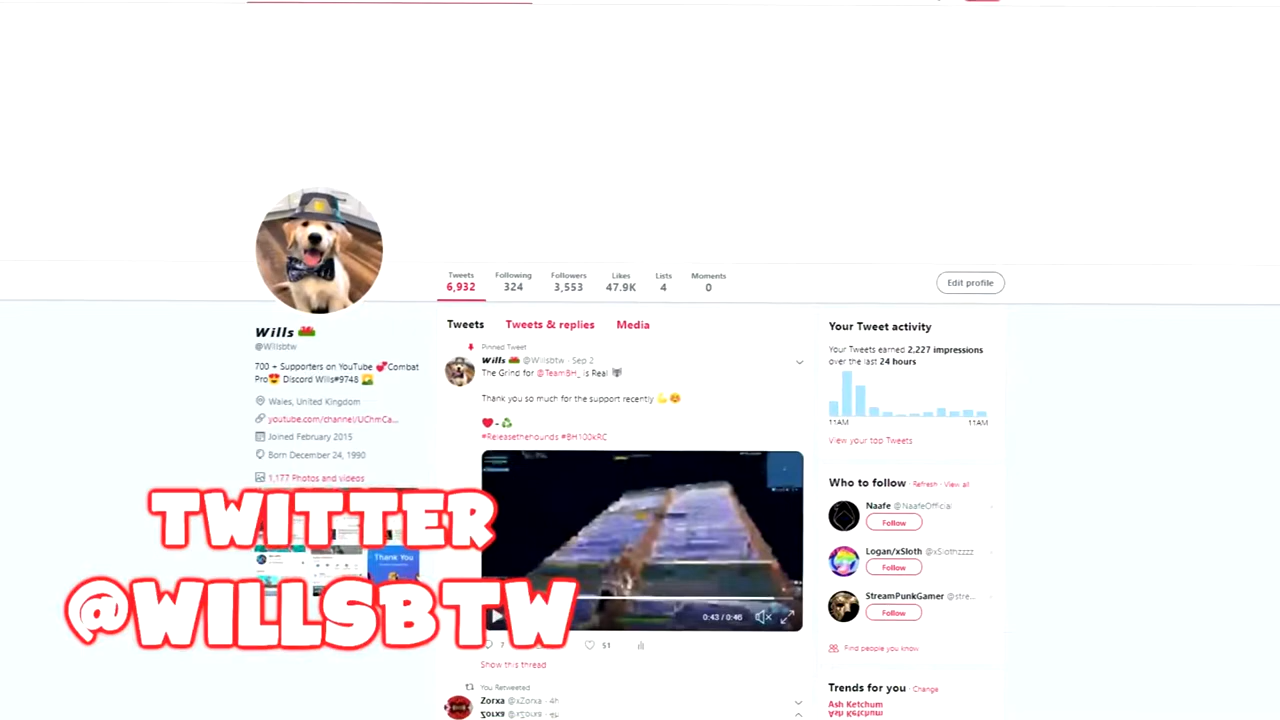 Tweets Following Followers Likes Lists Moments
6,932 324 3,553 47.9K 4 0
Edit profile
Wills
@Willsbtw
700 + Supporters on YouTube 💕Combat
Pro😍 Discord Wills#9748
Wales, United Kingdom
youtube.com/channel/UChmCa...
Joined February 2015
Born December 24, 1990
1,177 Photos and videos
Thank You
TWITTER
@WILLSBTW
Tweets Tweets & replies Media
Pinned Tweet
Wills @Willsbtw · Sep 2
The Grind for @TeamBH_ is Real 🐺
Thank you so much for the support recently 💪😊
❤️ - ♻️
#Releasethehounds #BH100kRC
0:43 / 0:46
7 51
Show this thread
You Retweeted
Zorxa @xZorxa · 4h
Your Tweet activity
Your Tweets earned 2,227 impressions
over the last 24 hours
11AM 11AM
View your top Tweets
Who to follow · Refresh · View all
Naafe @NaafeOfficial
Follow
Logan/xSloth @xSlothzzzz
Follow
StreamPunkGamer @stre...
Follow
Find people you know
Trends for you · Change
Ash Ketchum